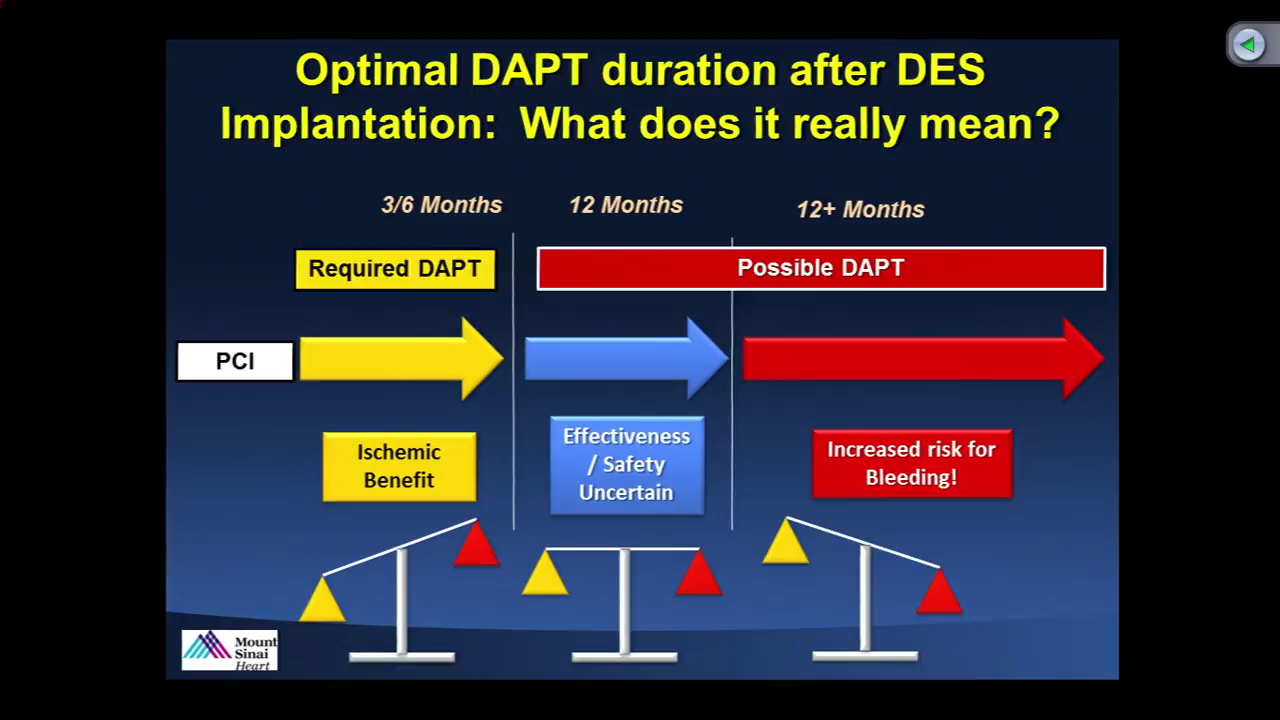 Optimal DAPT duration after DES
Implantation: What does it really mean?
3/6 Months
12 Months
12+ Months
Required DAPT
Possible DAPT
PCI
Ischemic
Benefit
Effectiveness
/ Safety
Uncertain
Increased risk for
Bleeding!
Mount
Sinai
Heart